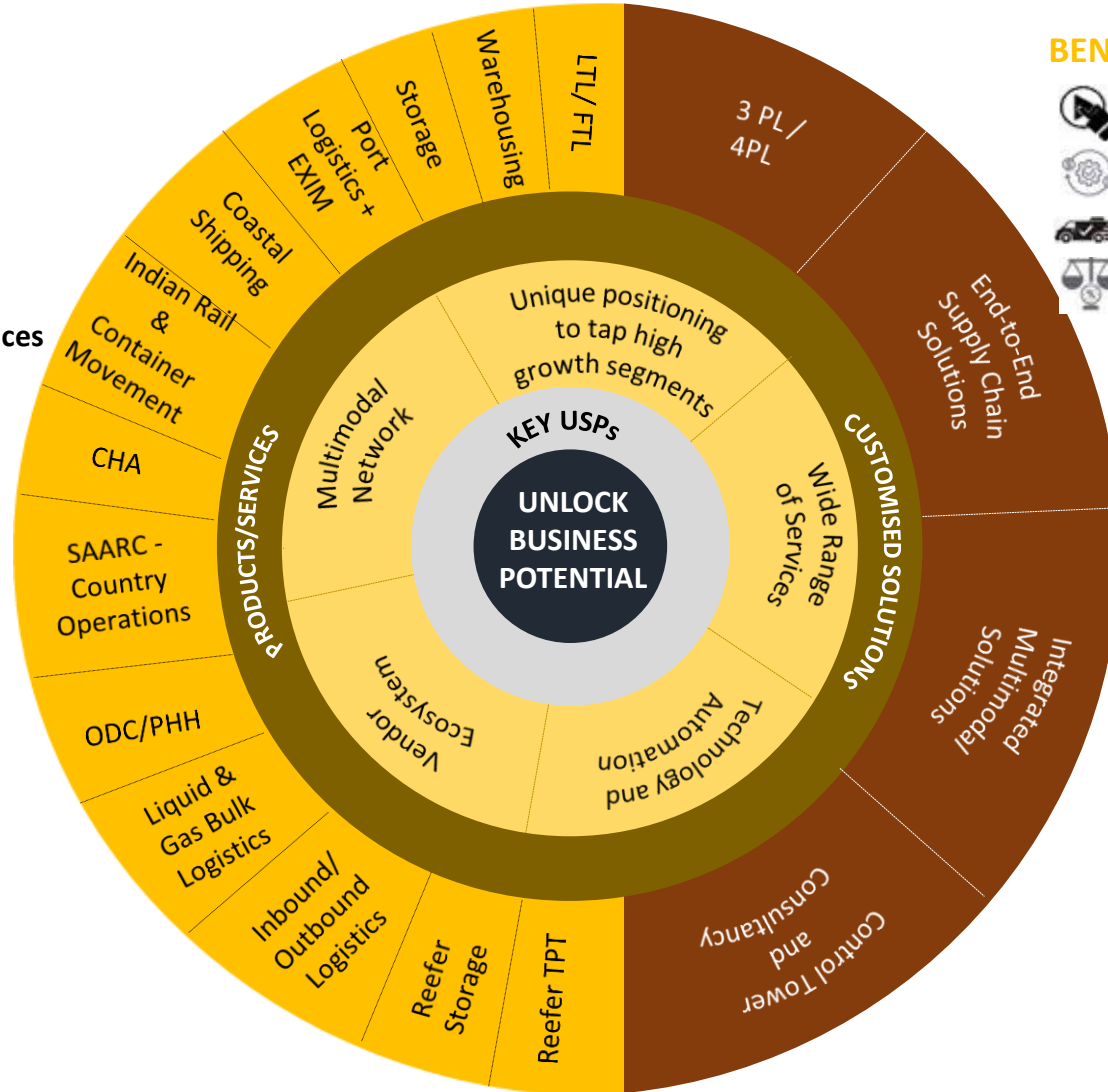 BEN
ces
LTL/ FTL
Warehousing
Storage
Port
Logistics +
EXIM
Coastal
Shipping
Indian Rail
&
Container
Movement
CHA
SAARC -
Country
Operations
ODC/PHH
Liquid &
Gas Bulk
Logistics
Inbound/
Outbound
Logistics
Reefer
Storage
Reefer TPT
3 PL/
4PL
End-to-End
Supply Chain
Solutions
Integrated
Multimodal
Solutions
Control Tower
and
Consultancy
PRODUCTS/SERVICES
CUSTOMISED SOLUTIONS
Unique positioning
to tap high
growth segments
Wide Range
of Services
Technology and
Automation
Vendor
Ecosystem
Multimodal
Network
KEY USPs
UNLOCK
BUSINESS
POTENTIAL